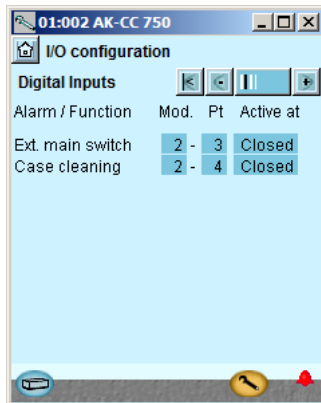 01:002 AK-CC 750
I/O configuration
Digital Inputs
Alarm / Function Mod. Pt Active at
Ext. main switch 2 - 3 Closed
Case cleaning 2 - 4 Closed